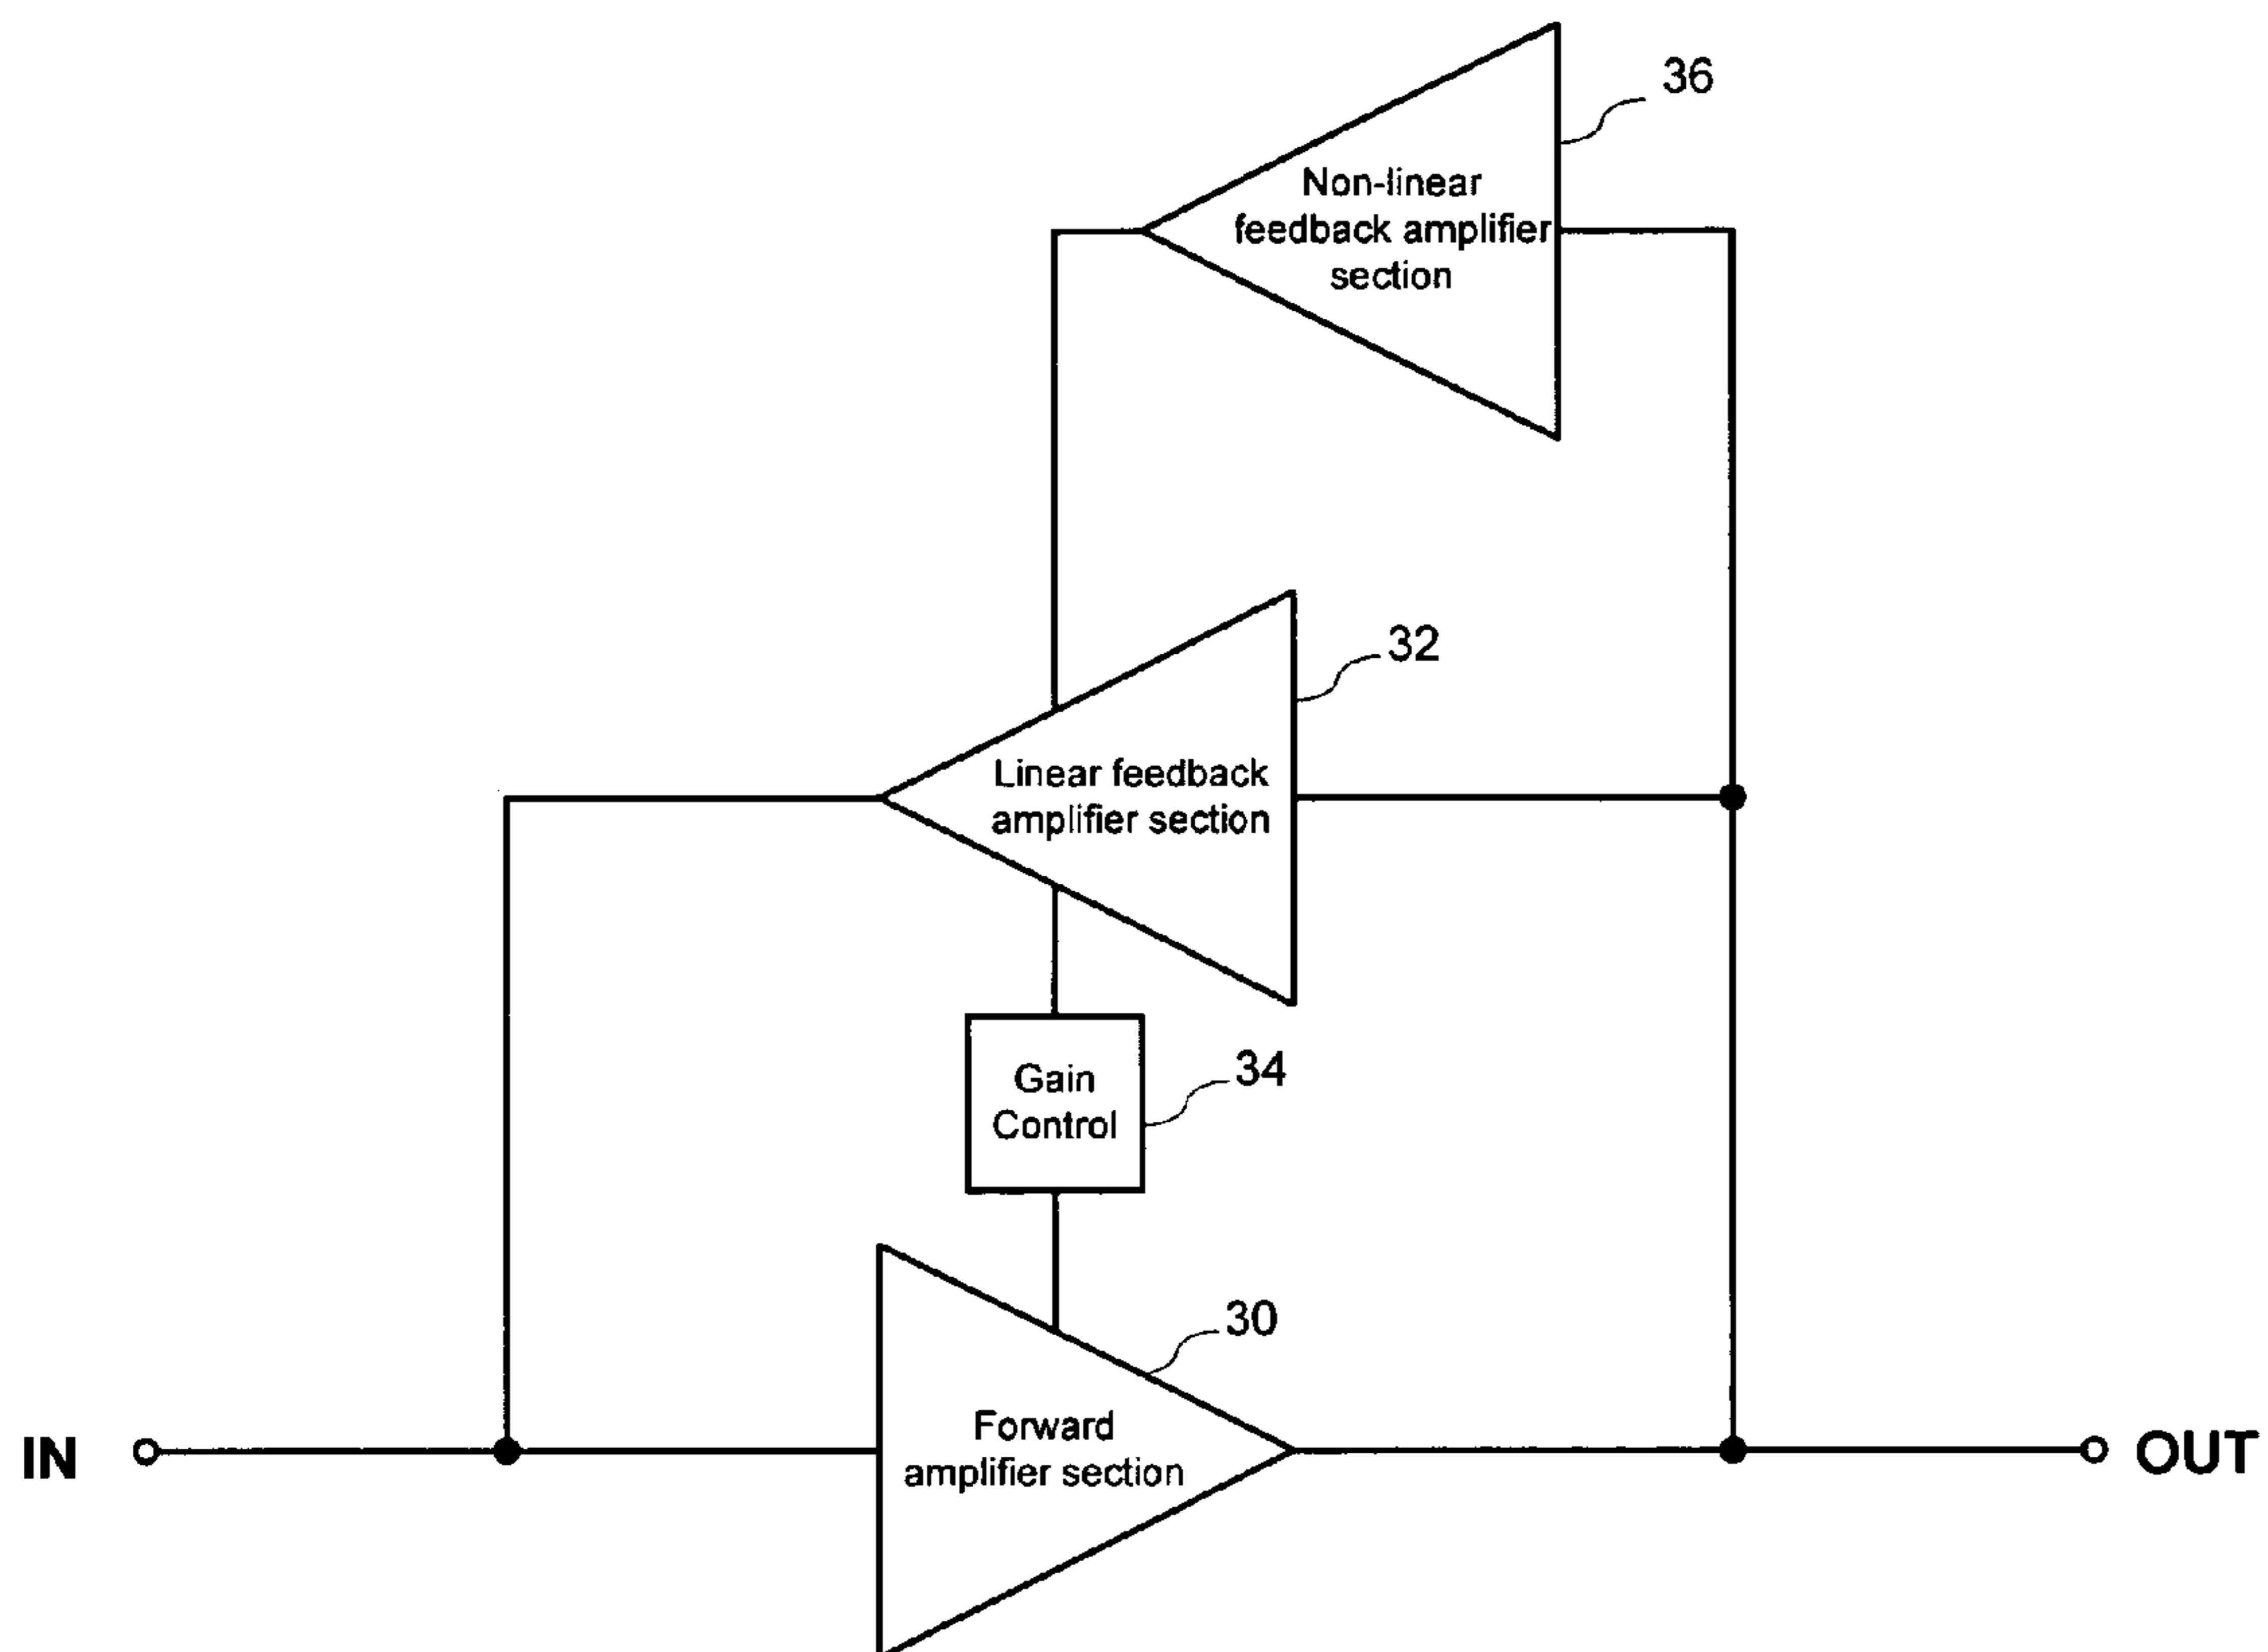 36
Non-linear
feedback amplifier
section
32
Linear feedback
amplifier section
Gain
Control
34
30
Forward
amplifier section
IN
OUT